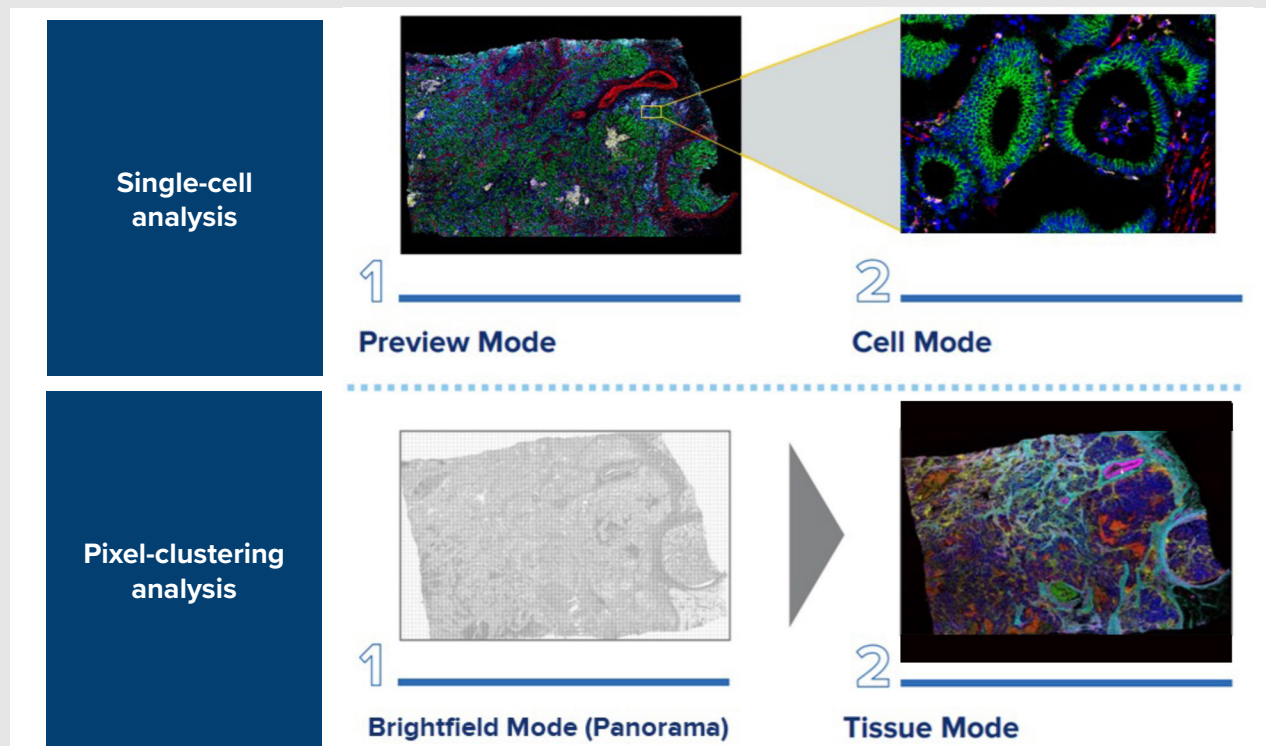 Single-cell
analysis
1
Preview Mode
2
Cell Mode
Pixel-clustering
analysis
1
Brightfield Mode (Panorama)
2
Tissue Mode